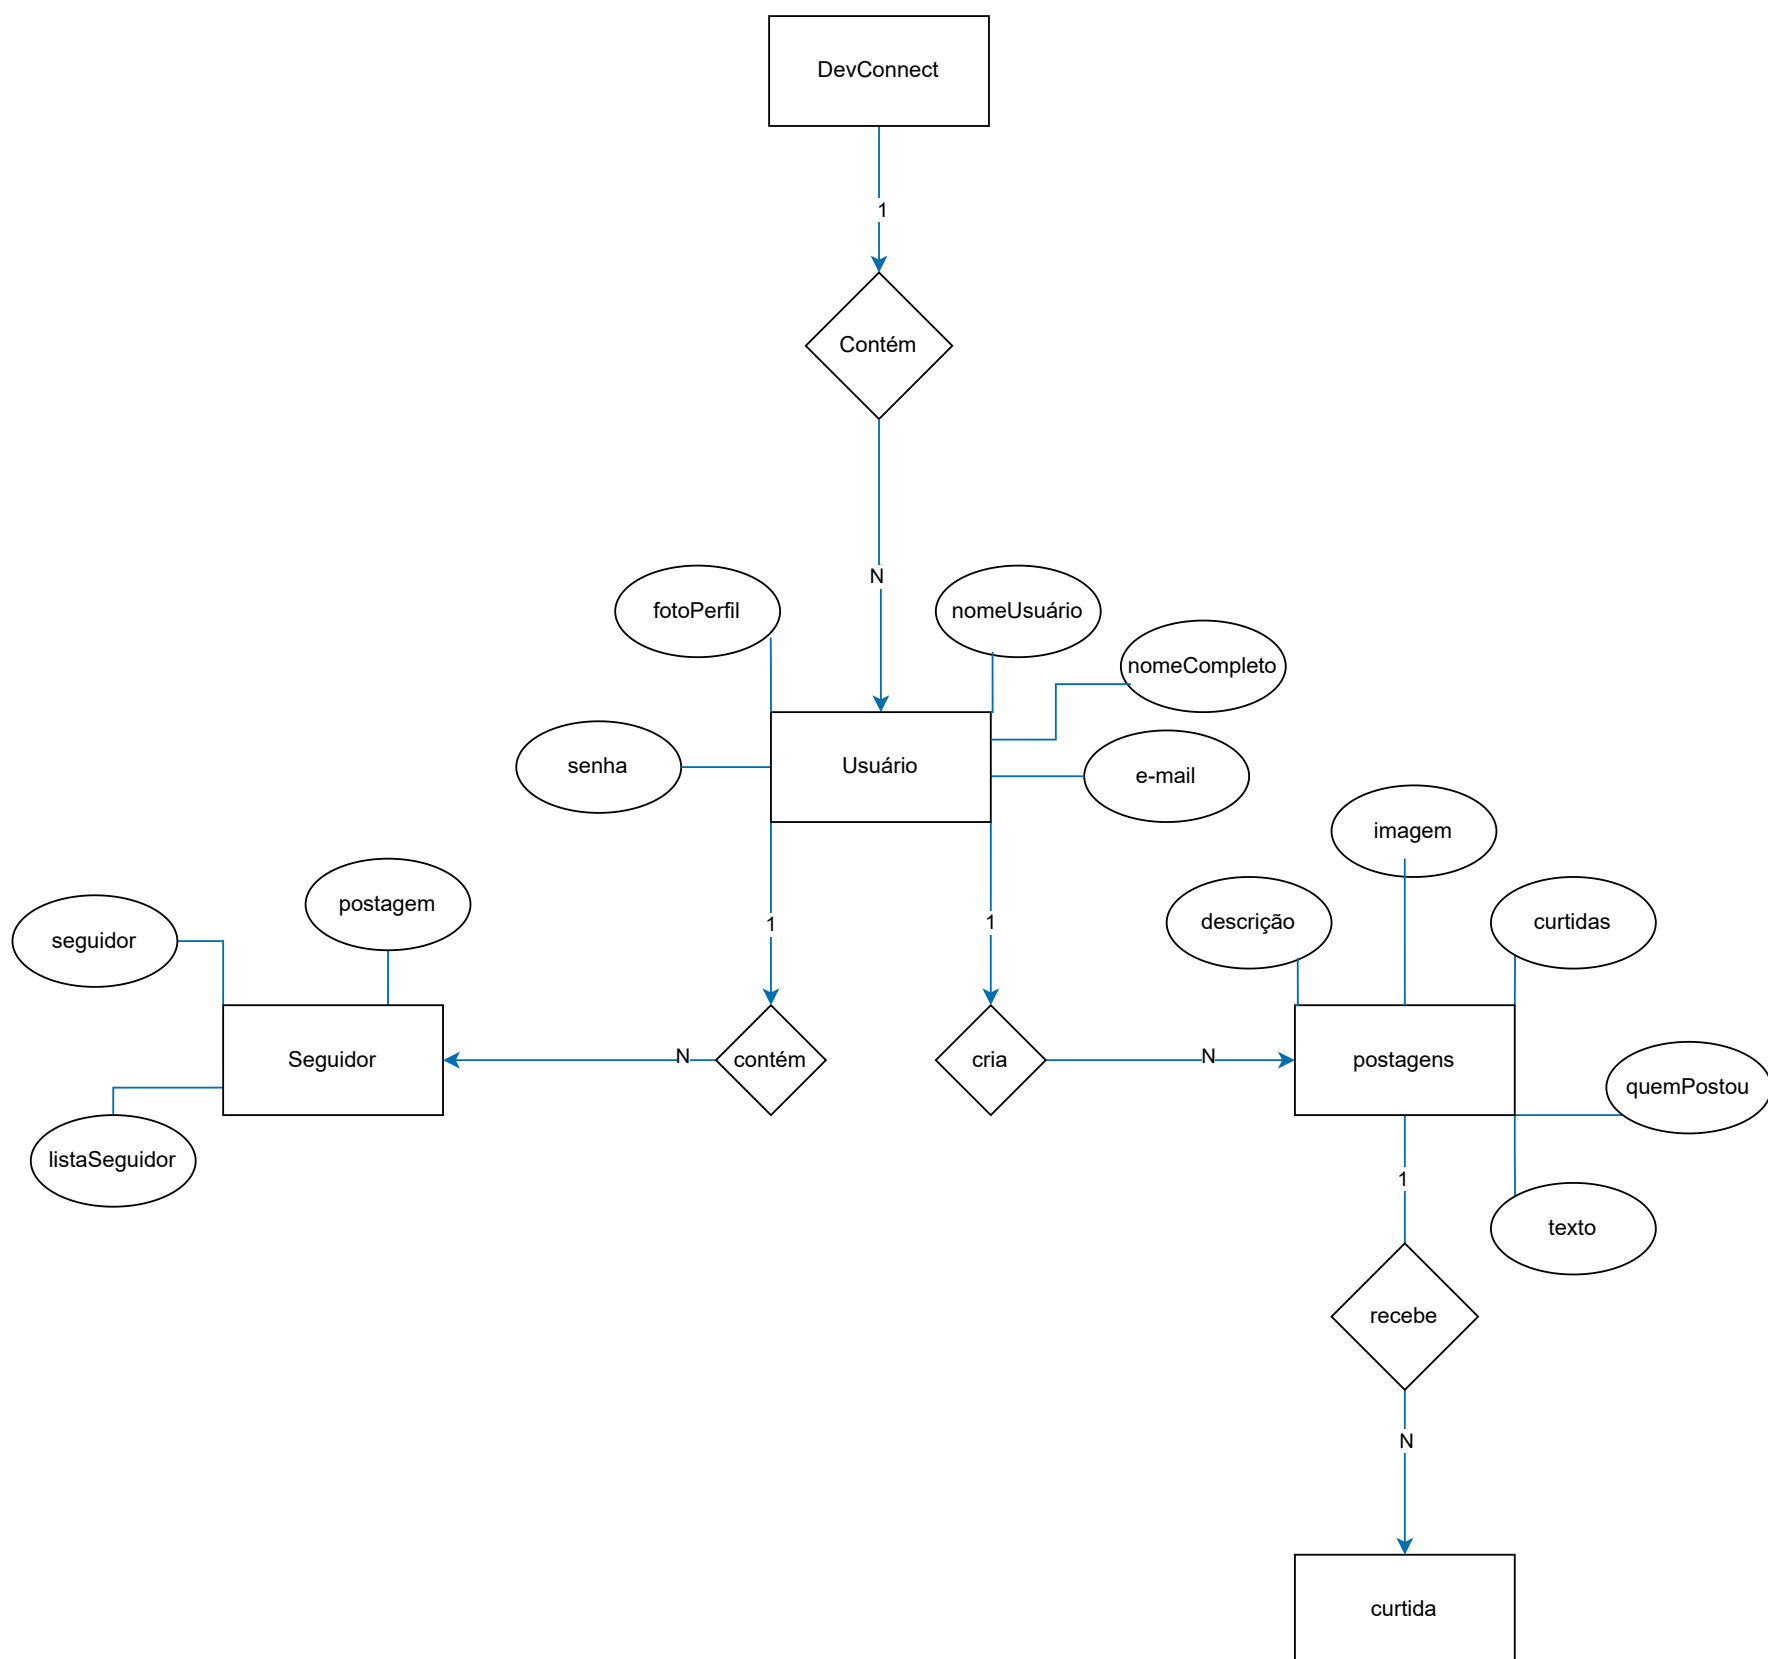 DevConnect
1
Contém
N
fotoPerfil
nomeUsuário
nomeCompleto
senha
Usuário
e-mail
imagem
postagem
descrição
curtidas
seguidor
1
1
Seguidor
N
contém
cria
N
postagens
quemPostou
listaSeguidor
1
texto
recebe
N
curtida